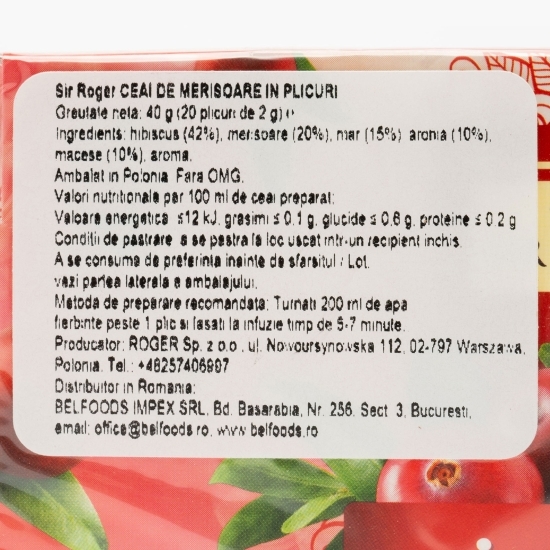 Sir Roger CEAI DE MERISOARE IN PLICURI
Greutate neta: 40 g (20 plicuri de 2 g) ℮
Ingredients: hibiscus (42%), merisoare (20%), mar (15%), aronia (10%),
macese (10%), aroma.
Ambalat in Polonia. Fara OMG.
Valori nutritionale per 100 ml de ceai preparat:
Valoare energetica ≤12 kJ, grasimi ≤ 0.1 g, glucide ≤ 0.6 g, proteine ≤ 0.2 g
Conditii de pastrare: a se pastra la loc uscat intr-un recipient inchis.
A se consuma de preferinta inainte de sfarsitul / Lot:
vezi partea laterala a ambalajului.
Metoda de preparare recomandata: Turnati 200 ml de apa
fierbinte peste 1 plic si lasati la infuzie timp de 5-7 minute.
Producator: ROGER Sp. z o.o., ul. Nowoursynowska 112, 02-797 Warszawa,
Polonia. Tel.: +48257406997
Distribuitor in Romania:
BELFOODS IMPEX SRL, Bd. Basarabia, Nr. 256, Sect. 3, Bucuresti,
email: office@belfoods.ro, www.belfoods.ro